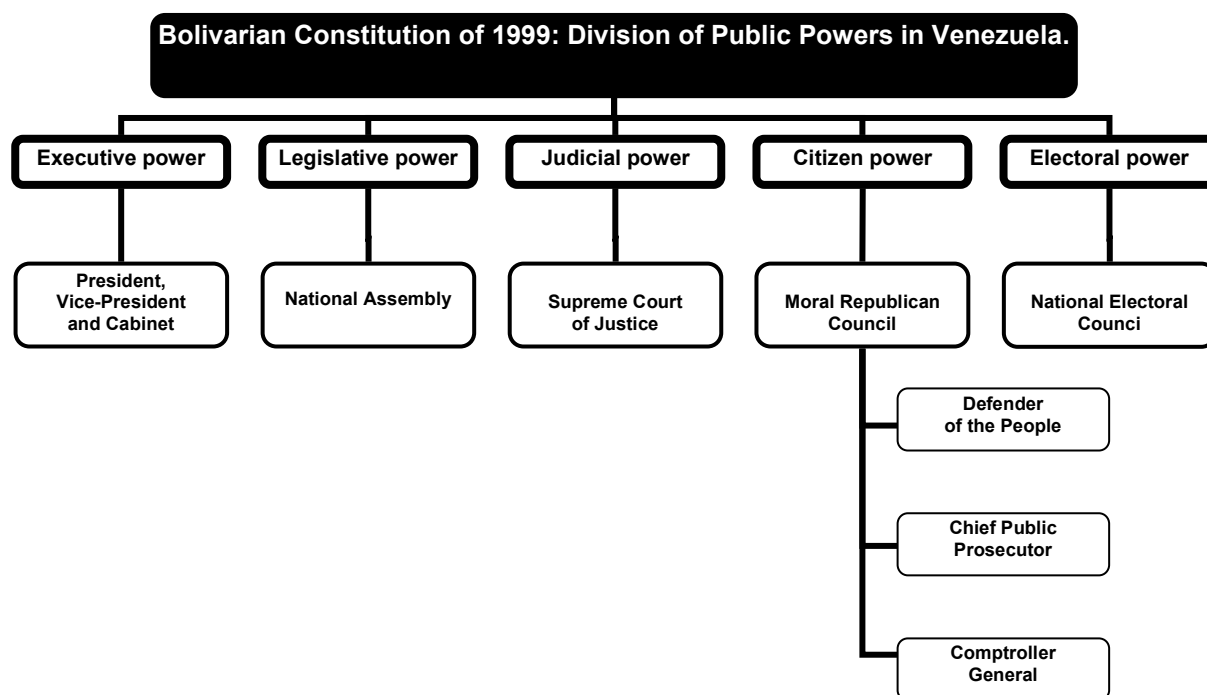 Bolivarian Constitution of 1999: Division of Public Powers in Venezuela.
Executive power
Legislative power
Judicial power
Citizen power
Electoral power
President,
Vice-President
and Cabinet
National Assembly
Supreme Court
of Justice
Moral Republican
Council
National Electoral
Counci
Defender
of the People
Chief Public
Prosecutor
Comptroller
General